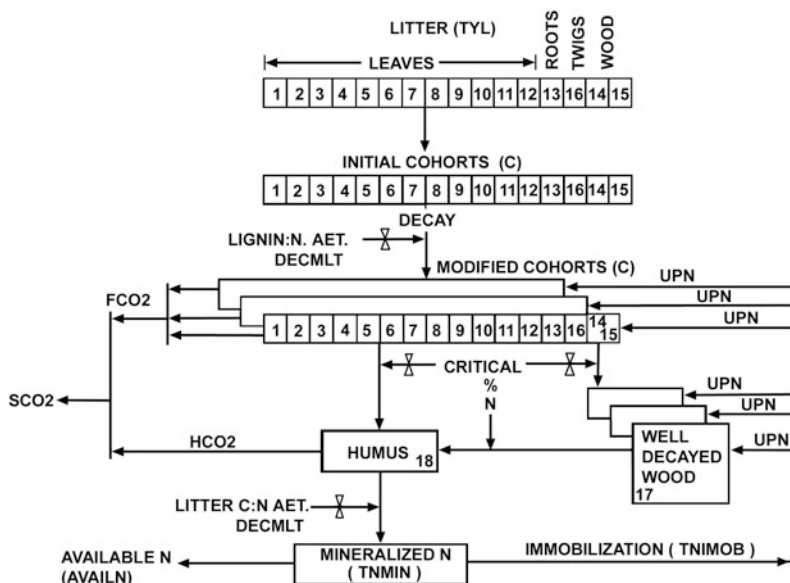 LITTER (TYL)
ROOTS
TWIGS
WOOD
LEAVES
1 2 3 4 5 6 7 8 9 10 11 12 13 16 14 15
INITIAL COHORTS (C)
1 2 3 4 5 6 7 8 9 10 11 12 13 16 14 15
DECAY
LIGNIN:N. AET.
DECMLT
MODIFIED COHORTS (C)
UPN
FCO2
UPN
1 2 3 4 5 6 7 8 9 10 11 12 13 16 14 15
UPN
CRITICAL
%
N
SCO2
UPN
UPN
HCO2
HUMUS 18
WELL
DECAYED
WOOD
17
UPN
LITTER C:N AET.
DECMLT
AVAILABLE N
(AVAILN)
MINERALIZED N
( TNMIN )
IMMOBILIZATION ( TNIMOB )